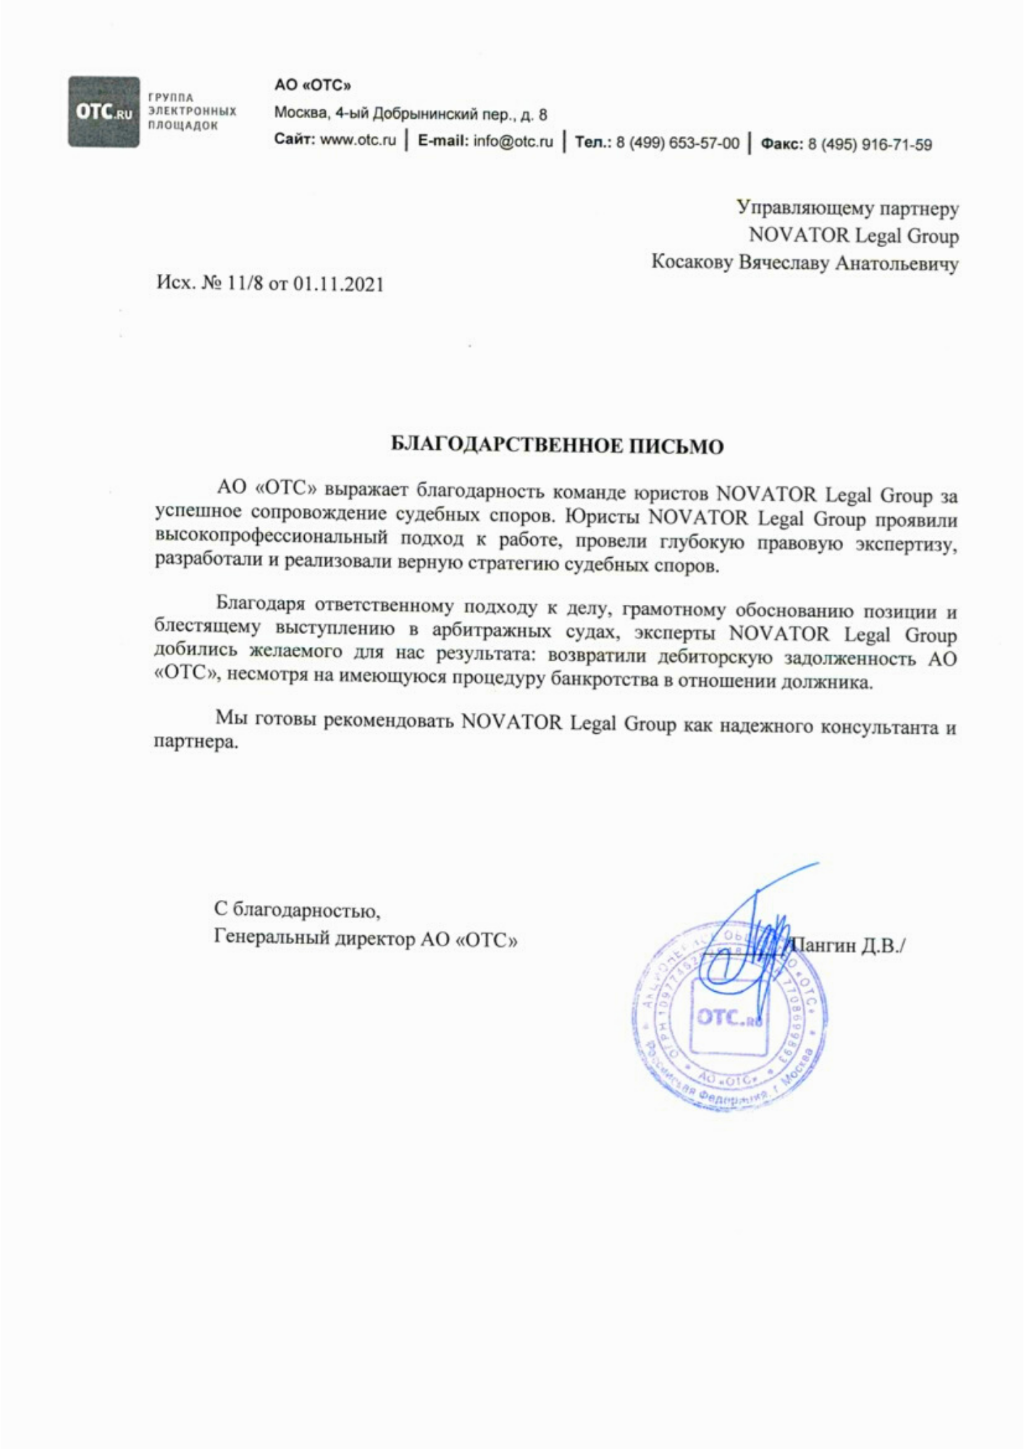 ОТС.RU
ГРУППА
ЭЛЕКТРОННЫХ
ПЛОЩАДОК
АО «ОТС»
Москва, 4-ый Добрынинский пер., д. 8
Сайт: www.otc.ru | E-mail: info@otc.ru | Тел.: 8 (499) 653-57-00 | Факс: 8 (495) 916-71-59
Управляющему партнеру
NOVATOR Legal Group
Косакову Вячеславу Анатольевичу
Исх. № 11/8 от 01.11.2021
БЛАГОДАРСТВЕННОЕ ПИСЬМО
АО «ОТС» выражает благодарность команде юристов NOVATOR Legal Group за
успешное сопровождение судебных споров. Юристы NOVATOR Legal Group проявили
высокопрофессиональный подход к работе, провели глубокую правовую экспертизу,
разработали и реализовали верную стратегию судебных споров.
Благодаря ответственному подходу к делу, грамотному обоснованию позиции и
блестящему выступлению в арбитражных судах, эксперты NOVATOR Legal Group
добились желаемого для нас результата: возвратили дебиторскую задолженность АО
«ОТС», несмотря на имеющуюся процедуру банкротства в отношении должника.
Мы готовы рекомендовать NOVATOR Legal Group как надежного консультанта и
партнера.
С благодарностью,
Генеральный директор АО «ОТС»
Пангин Д.В./
ОТС.RU
АО «ОТС»
Российская Федерация, г. Москва